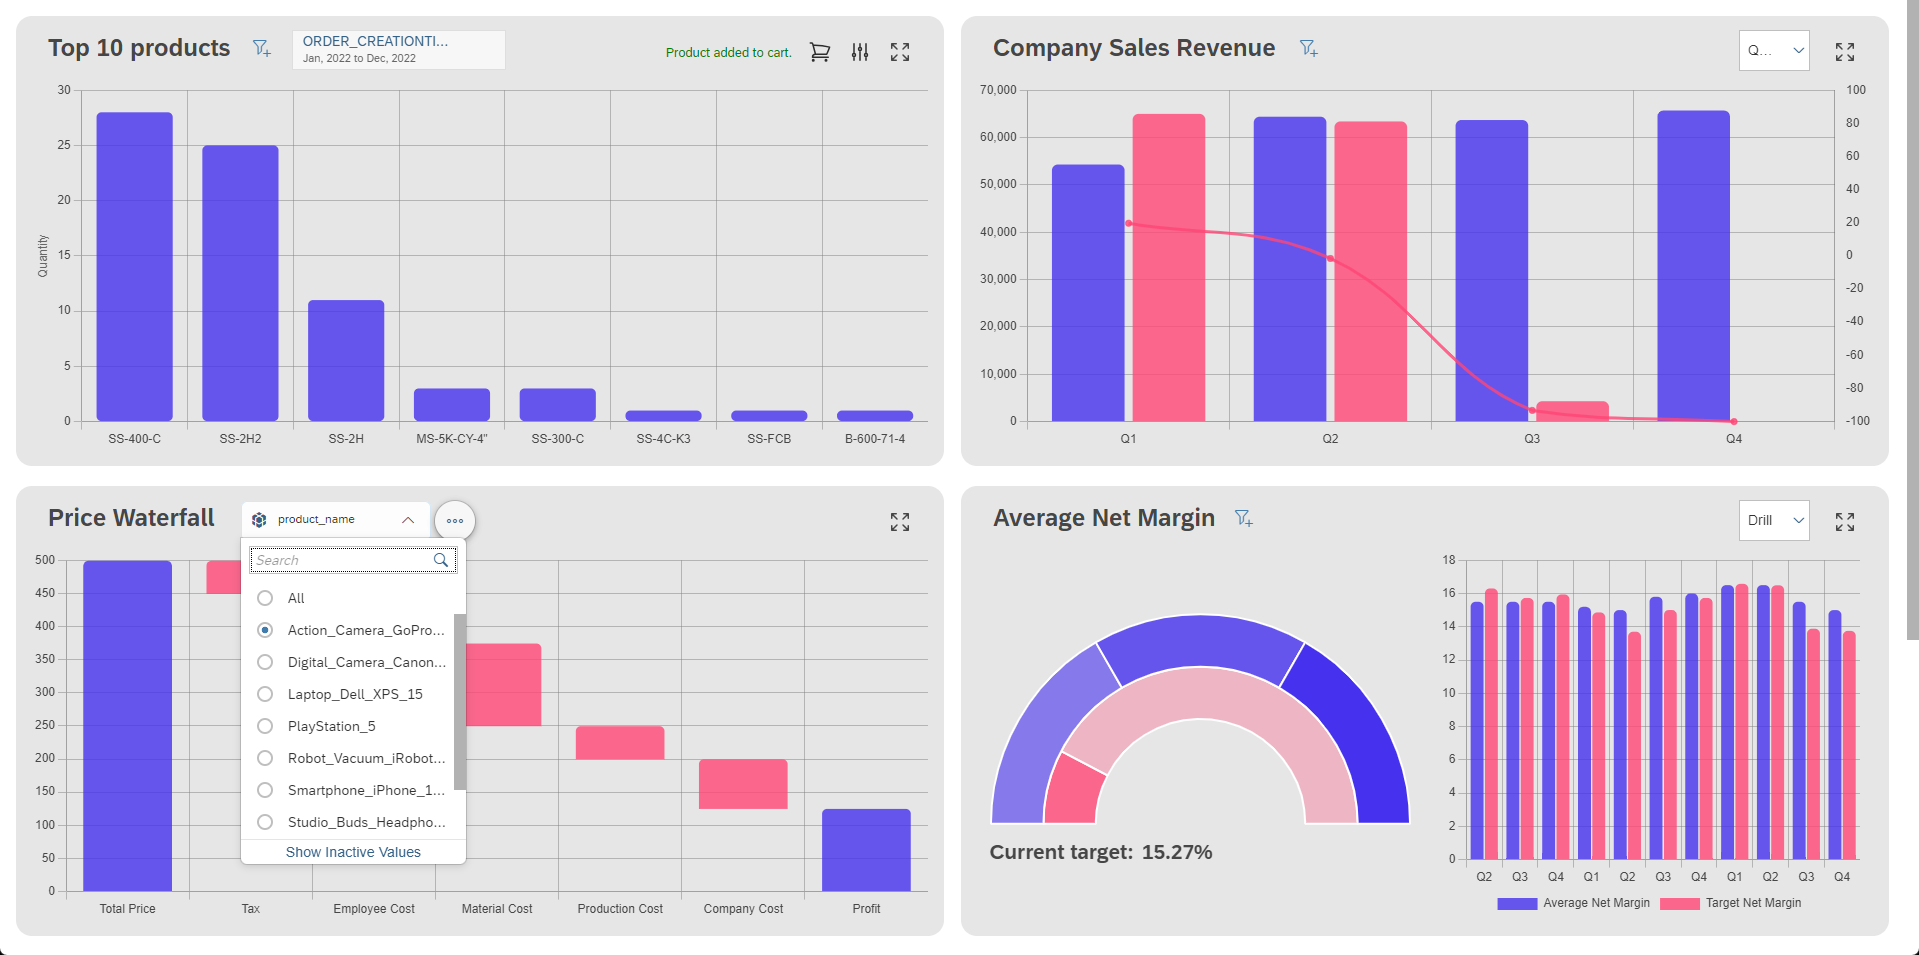 Top 10 products
ORDER_CREATIONTI...
Jan, 2022 to Dec, 2022
Product added to cart.
30
25
20
15
10
5
0
Quantity
SS-400-C SS-2H2 SS-2H MS-5K-CY-4" SS-300-C SS-4C-K3 SS-FCB B-600-71-4
Company Sales Revenue
Q...
70,000
60,000
50,000
40,000
30,000
20,000
10,000
0
100
80
60
40
20
0
-20
-40
-60
-80
-100
Q1 Q2 Q3 Q4
Price Waterfall
product_name
Search
All
Action_Camera_GoPro...
Digital_Camera_Canon...
Laptop_Dell_XPS_15
PlayStation_5
Robot_Vacuum_iRobot...
Smartphone_iPhone_1...
Studio_Buds_Headpho...
Show Inactive Values
500
450
400
350
300
250
200
150
100
50
0
Total Price Tax Employee Cost Material Cost Production Cost Company Cost Profit
Average Net Margin
Drill
Current target: 15.27%
18
16
14
12
10
8
6
4
2
0
Q2 Q3 Q4 Q1 Q2 Q3 Q4 Q1 Q2 Q3 Q4
Average Net Margin Target Net Margin